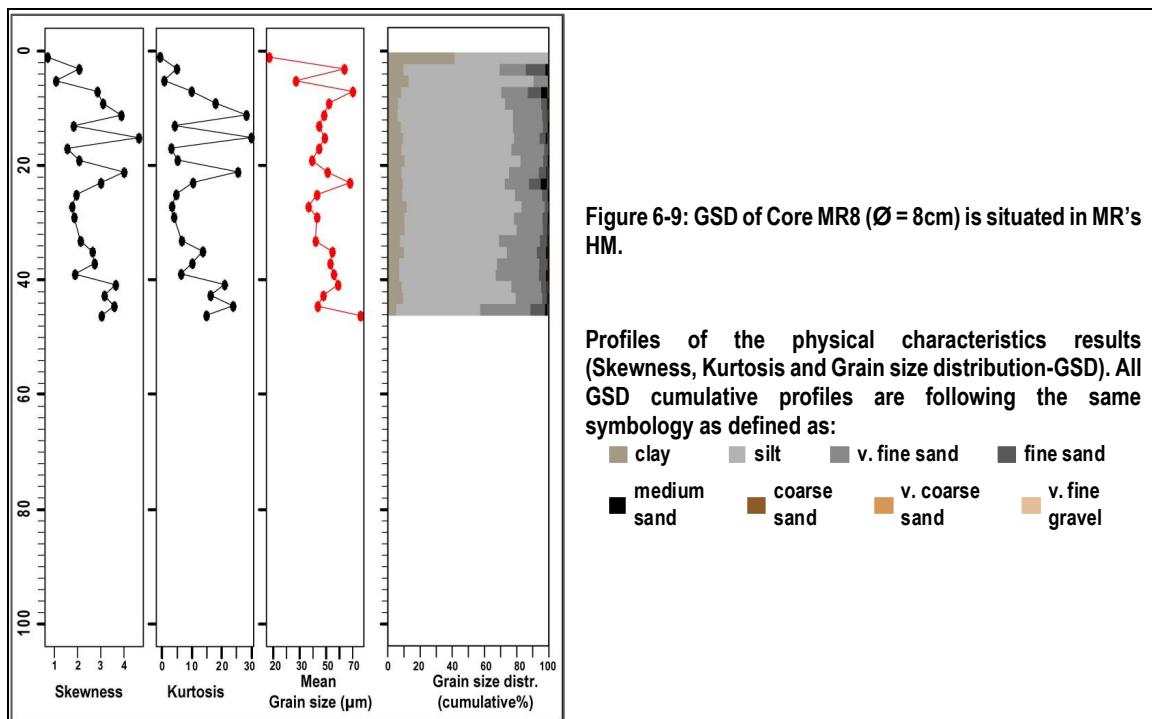 0
20
40
60
80
100
1 2 3 4
0 10 20 30
20 30 50 70
0 20 40 60 80 100
Skewness
Kurtosis
Mean
Grain size (µm)
Grain size distr.
(cumulative%)
Figure 6-9: GSD of Core MR8 (Ø = 8cm) is situated in MR’s
HM.
Profiles of the physical characteristics results
(Skewness, Kurtosis and Grain size distribution-GSD). All
GSD cumulative profiles are following the same
symbology as defined as:
clay silt v. fine sand fine sand
medium sand
coarse sand
v. coarse sand
v. fine gravel